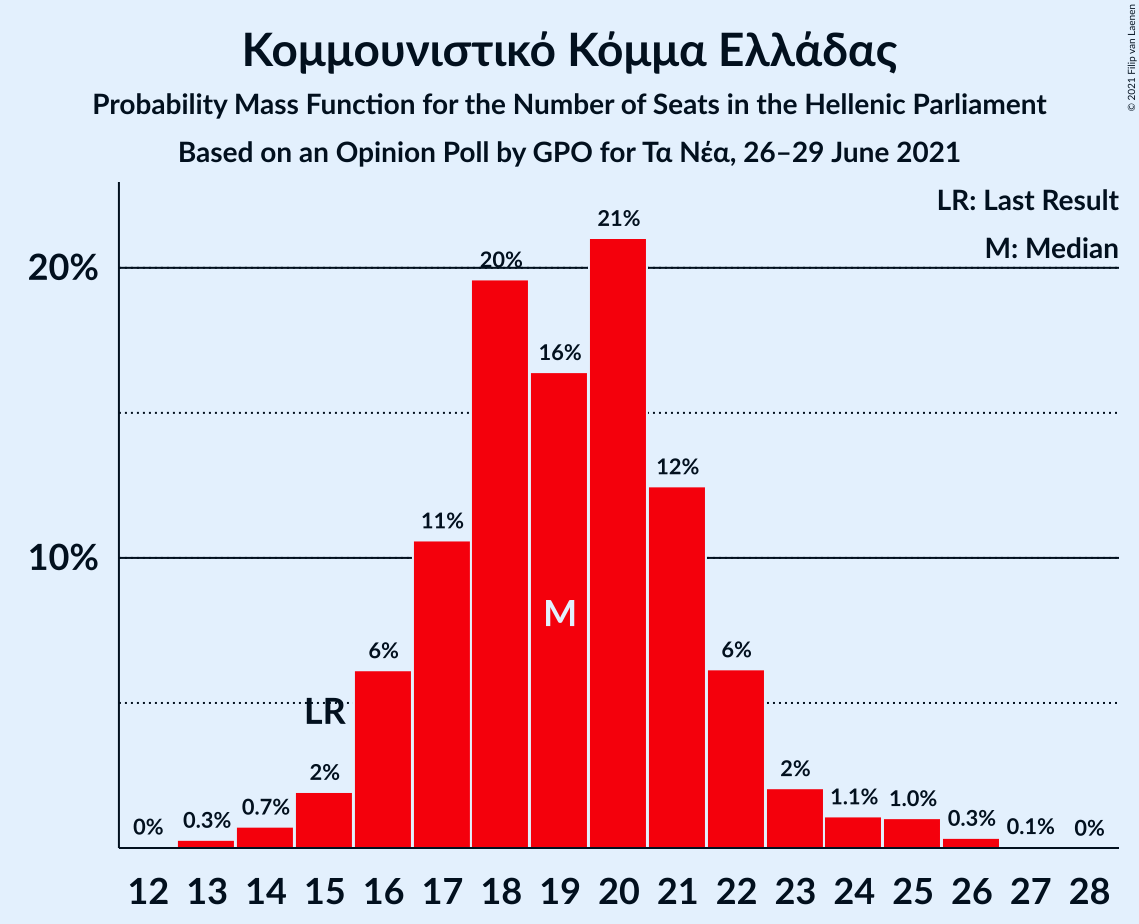 Κομμουνιστικό Κόμμα Ελλάδας
Probability Mass Function for the Number of Seats in the Hellenic Parliament
Based on an Opinion Poll by GPO for Τα Νέα, 26–29 June 2021
© 2021 Filip van Laenen
LR: Last Result
M: Median
20%
10%
0%
0.3%
0.7%
2%
6%
11%
20%
16%
21%
12%
6%
2%
1.1%
1.0%
0.3%
0.1%
0%
LR
M
12 13 14 15 16 17 18 19 20 21 22 23 24 25 26 27 28